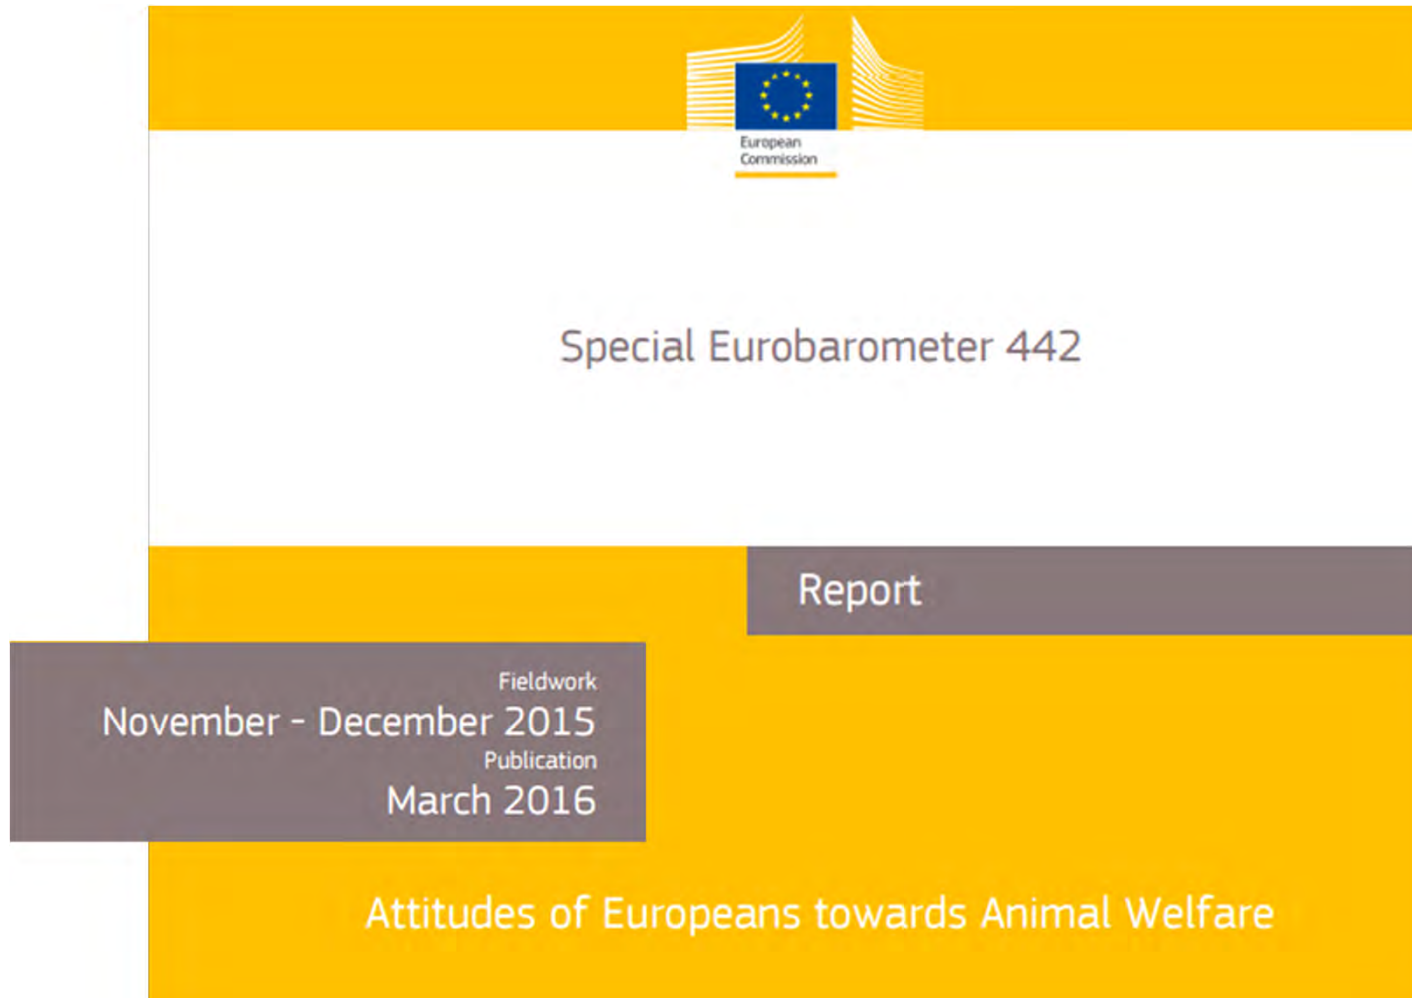 European
Commission
Special Eurobarometer 442
Report
Fieldwork
November - December 2015
Publication
March 2016
Attitudes of Europeans towards Animal Welfare